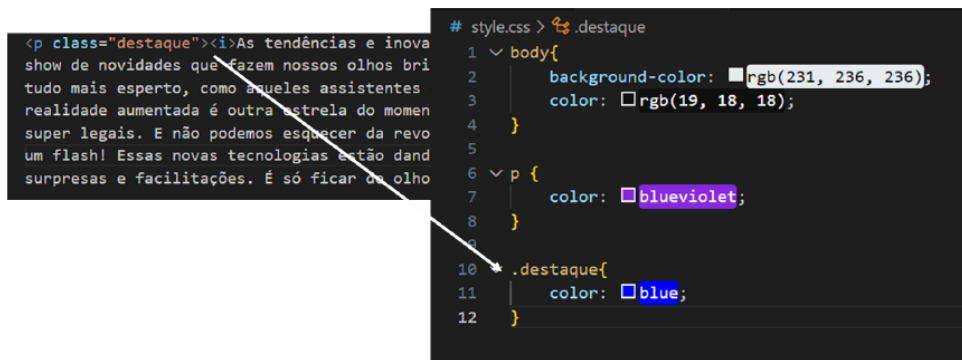 <p class="destaque"><i>As tendências e inova
show de novidades que fazem nossos olhos bri
tudo mais esperto, como aqueles assistentes
realidade aumentada é outra estrela do momen
super legais. E não podemos esquecer da revo
um flash! Essas novas tecnologias estão dand
surpresas e facilitações. É só ficar de olho
# style.css > .destaque
1 body{
2 background-color: rgb(231, 236, 236);
3 color: rgb(19, 18, 18);
4 }
5
6 p {
7 color: blueviolet;
8 }
9
10 .destaque{
11 color: blue;
12 }